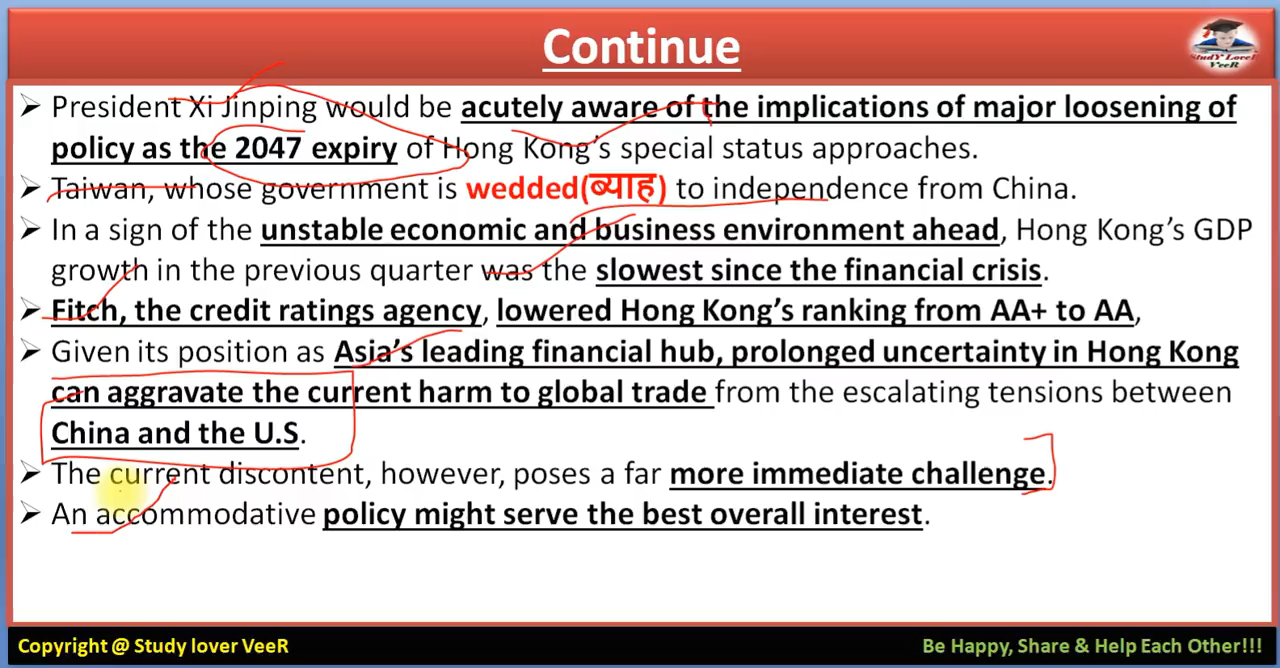 Continue
StudY LoveR
VeeR
➢ President Xi Jinping would be acutely aware of the implications of major loosening of
policy as the 2047 expiry of Hong Kong's special status approaches.
➢ Taiwan, whose government is wedded(ब्याह) to independence from China.
➢ In a sign of the unstable economic and business environment ahead, Hong Kong's GDP
growth in the previous quarter was the slowest since the financial crisis.
➢ Fitch, the credit ratings agency, lowered Hong Kong's ranking from AA+ to AA,
➢ Given its position as Asia's leading financial hub, prolonged uncertainty in Hong Kong
can aggravate the current harm to global trade from the escalating tensions between
China and the U.S.
➢ The current discontent, however, poses a far more immediate challenge.
➢ An accommodative policy might serve the best overall interest.
Copyright @ Study lover VeeR
Be Happy, Share & Help Each Other!!!